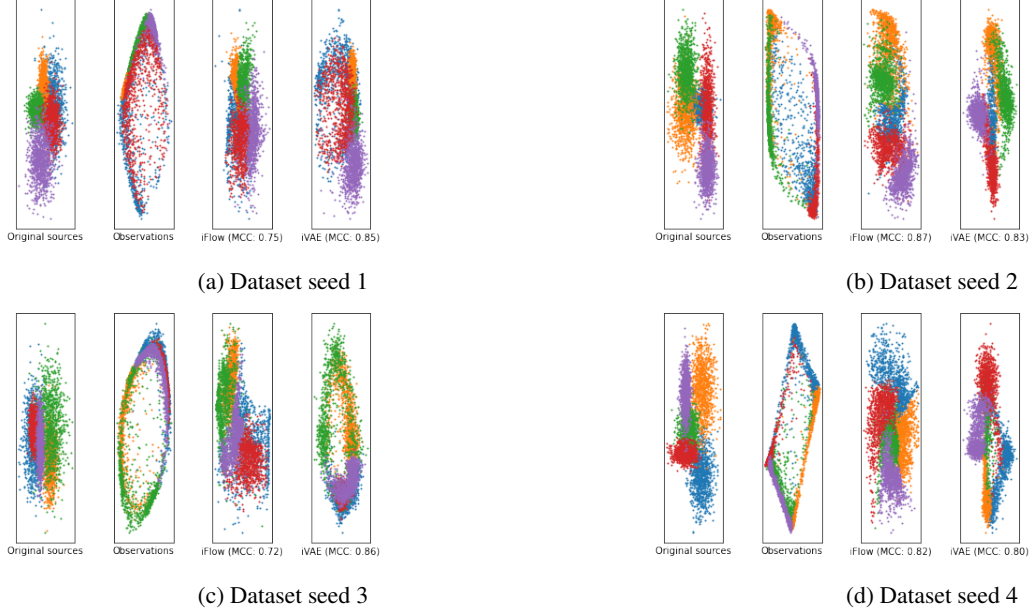 Original sources Observations iFlow (MCC: 0.75) iVAE (MCC: 0.85)
(a) Dataset seed 1
Original sources Observations iFlow (MCC: 0.87) iVAE (MCC: 0.83)
(b) Dataset seed 2
Original sources Observations iFlow (MCC: 0.72) iVAE (MCC: 0.86)
(c) Dataset seed 3
Original sources Observations iFlow (MCC: 0.82) iVAE (MCC: 0.80)
(d) Dataset seed 4